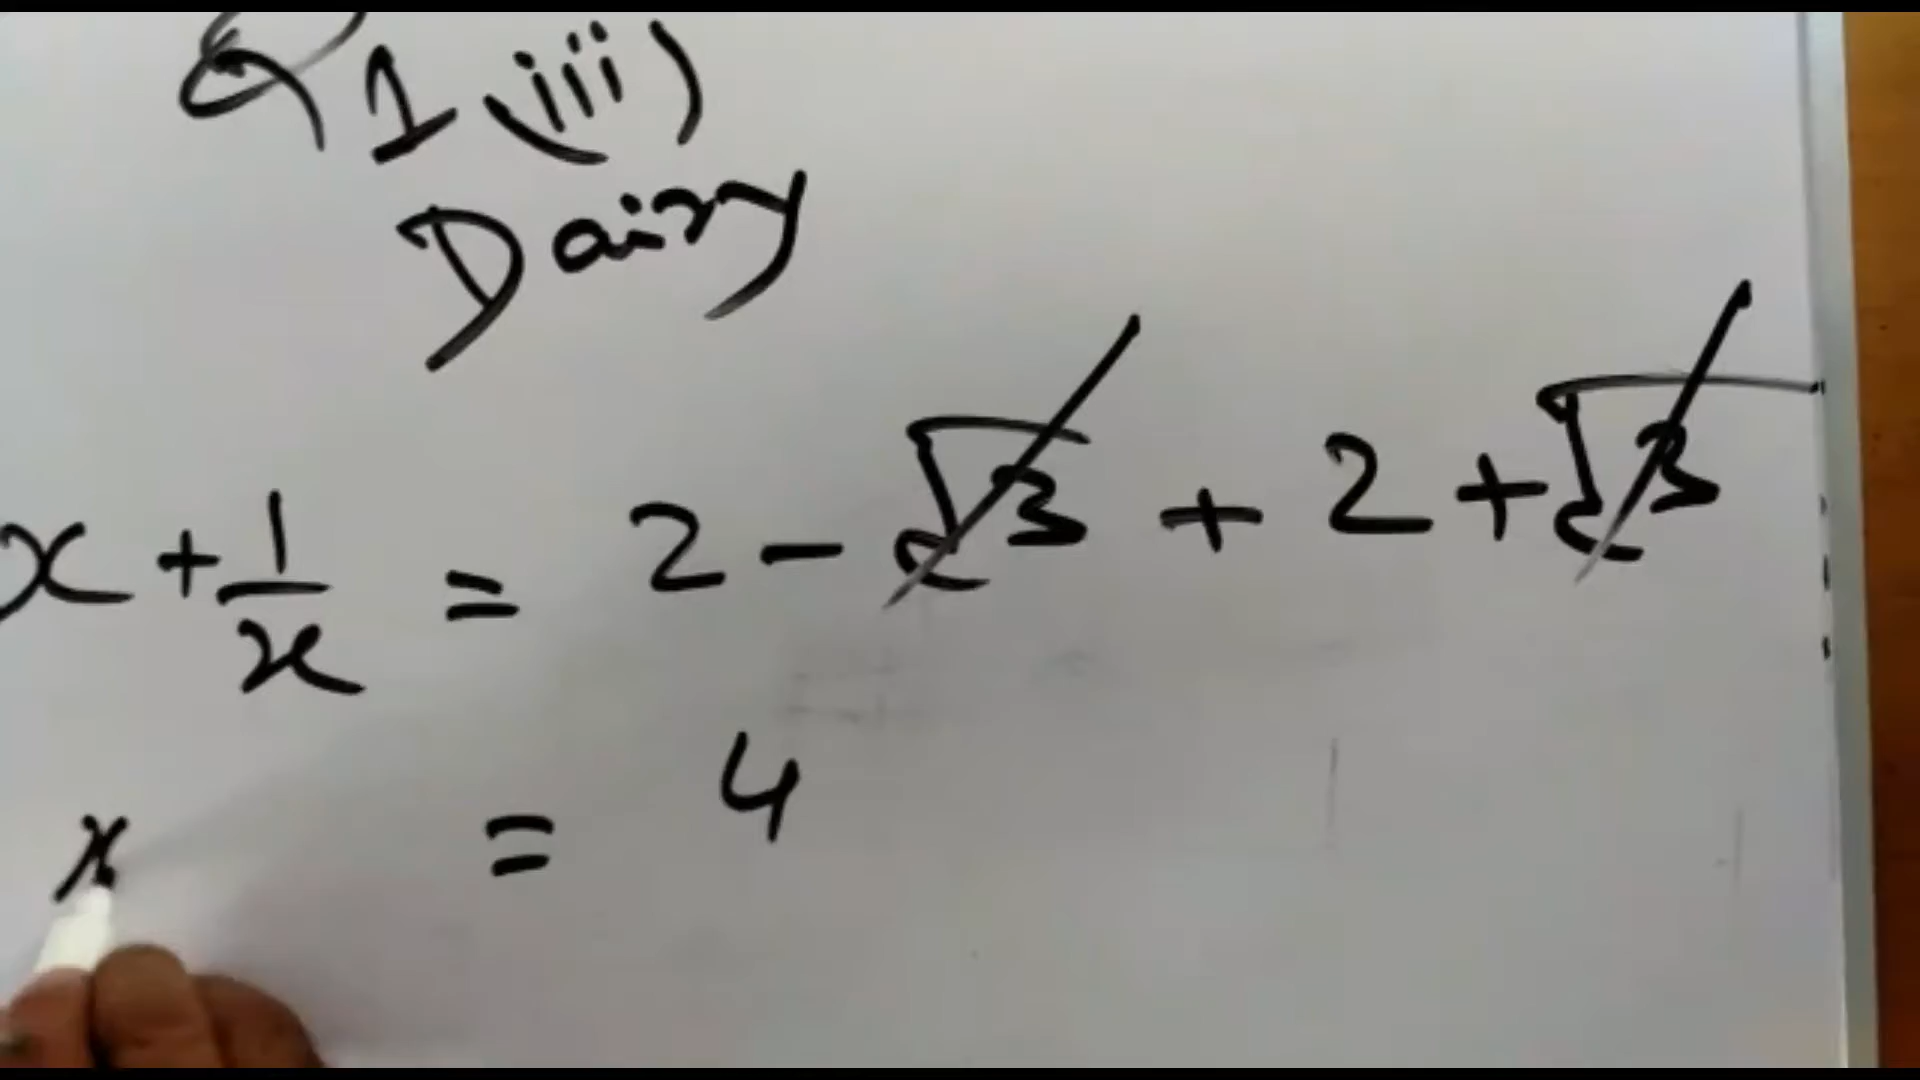 Q1 (iii)
Dairy
x + 1/x = 2 - √3 + 2 + √3
x = 4